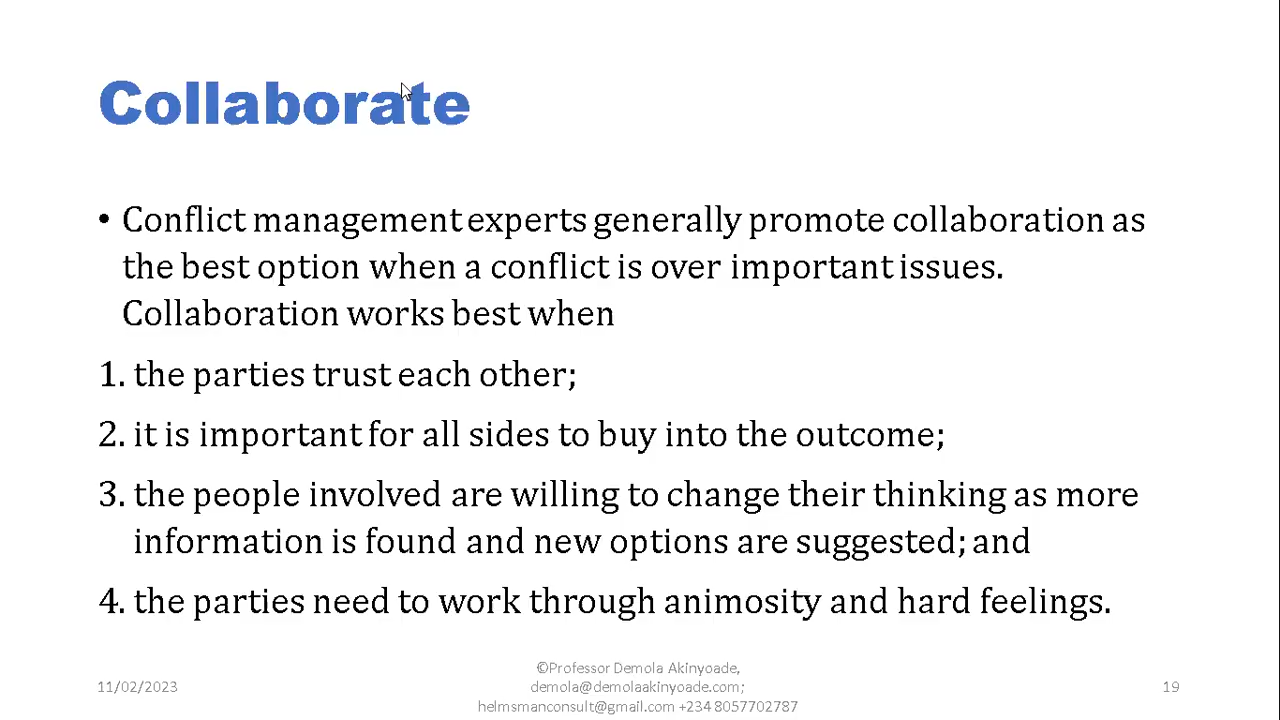 Collaborate
• Conflict management experts generally promote collaboration as
the best option when a conflict is over important issues.
Collaboration works best when
1. the parties trust each other;
2. it is important for all sides to buy into the outcome;
3. the people involved are willing to change their thinking as more
information is found and new options are suggested; and
4. the parties need to work through animosity and hard feelings.
11/02/2023
©Professor Demola Akinyoade,
demola@demolaakinyoade.com;
helmsmanconsult@gmail.com +234 8057702787
19